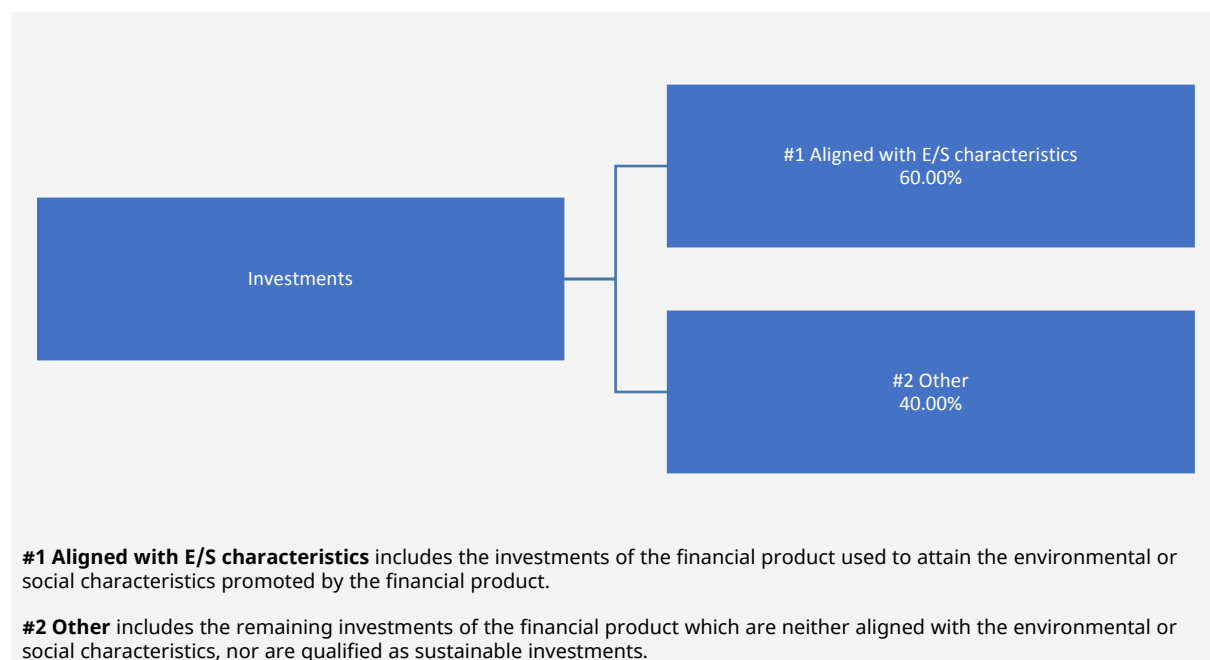 #1 Aligned with E/S characteristics
60.00%
Investments
#2 Other
40.00%
#1 Aligned with E/S characteristics includes the investments of the financial product used to attain the environmental or
social characteristics promoted by the financial product.
#2 Other includes the remaining investments of the financial product which are neither aligned with the environmental or
social characteristics, nor are qualified as sustainable investments.